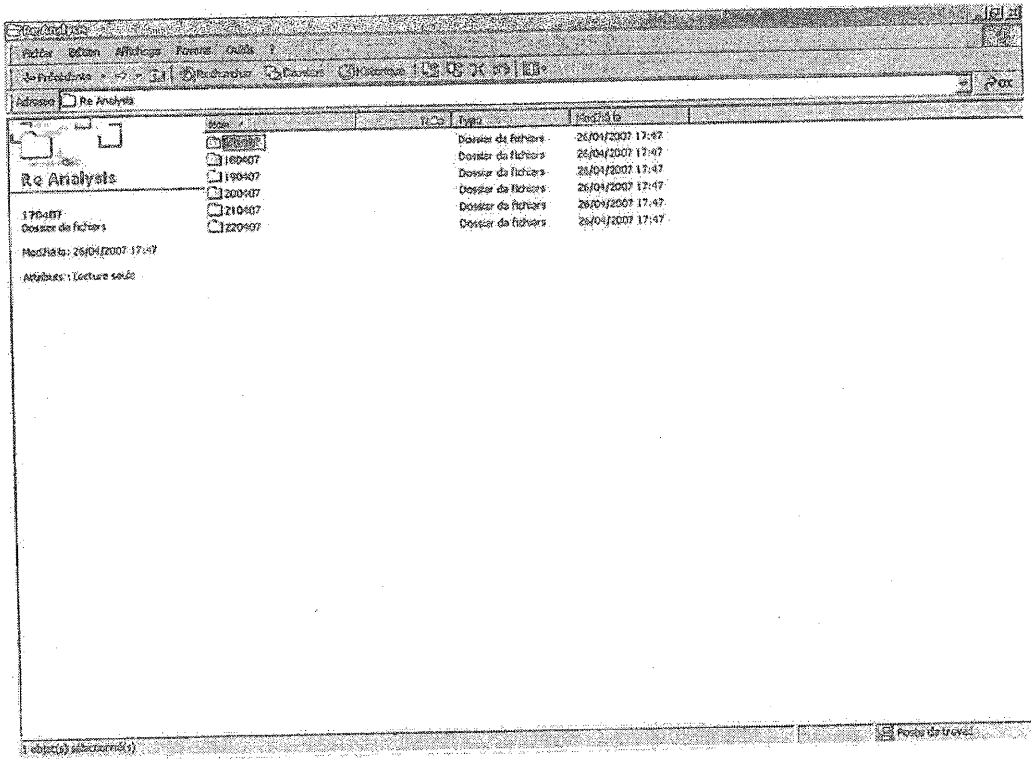 Re Analysis
Fichier Edition Affichage Favoris Outils ?
Précédente Rechercher Dossiers Historique
Adresse Re Analysis OK
Nom Taille Type Modifié le
Dossier de fichiers 26/04/2007 17:47
180407 Dossier de fichiers 26/04/2007 17:47
190407 Dossier de fichiers 26/04/2007 17:47
200407 Dossier de fichiers 26/04/2007 17:47
210407 Dossier de fichiers 26/04/2007 17:47
220407 Dossier de fichiers 26/04/2007 17:47
Re Analysis
170407
Dossier de fichiers
Modifié le: 26/04/2007 17:47
Attributs : Lecture seule
1 objet(s) sélectionné(s) Poste de travail